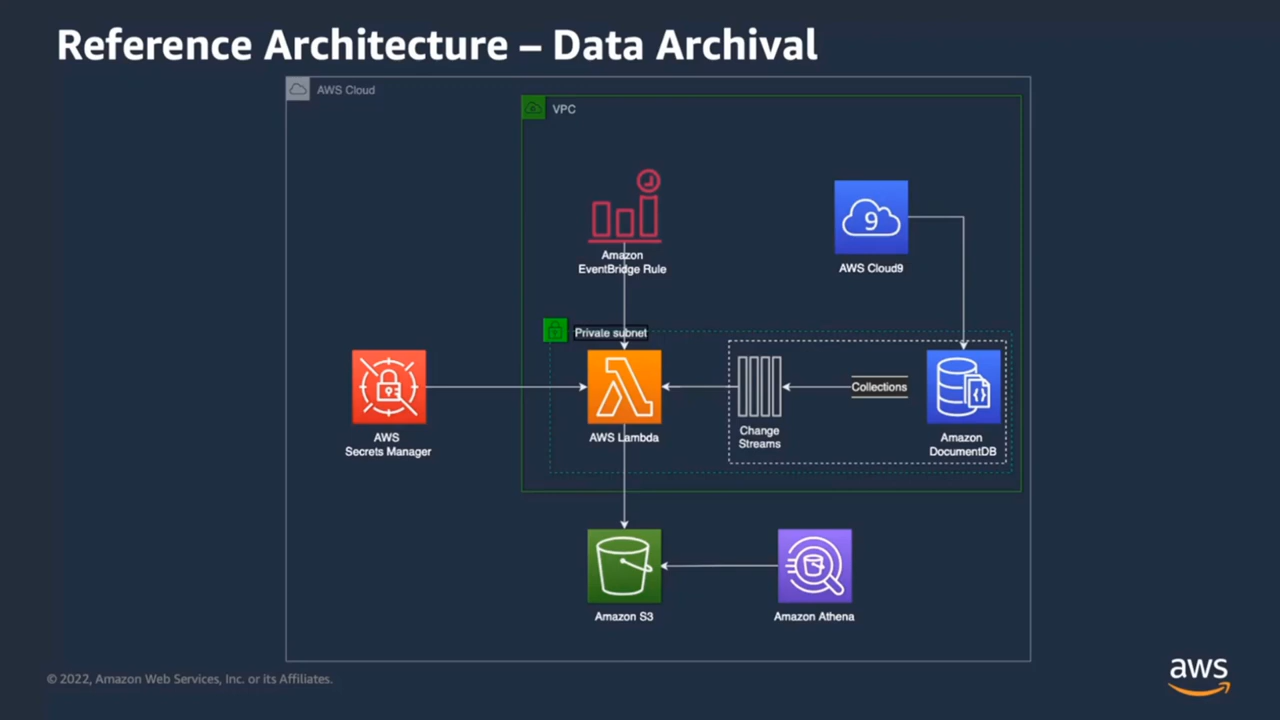 Reference Architecture – Data Archival
AWS Cloud
VPC
Amazon
EventBridge Rule
9
AWS Cloud9
Private subnet
AWS
Secrets Manager
AWS Lambda
Change
Streams
Collections
Amazon
DocumentDB
Amazon S3
Amazon Athena
© 2022, Amazon Web Services, Inc. or its Affiliates.
aws